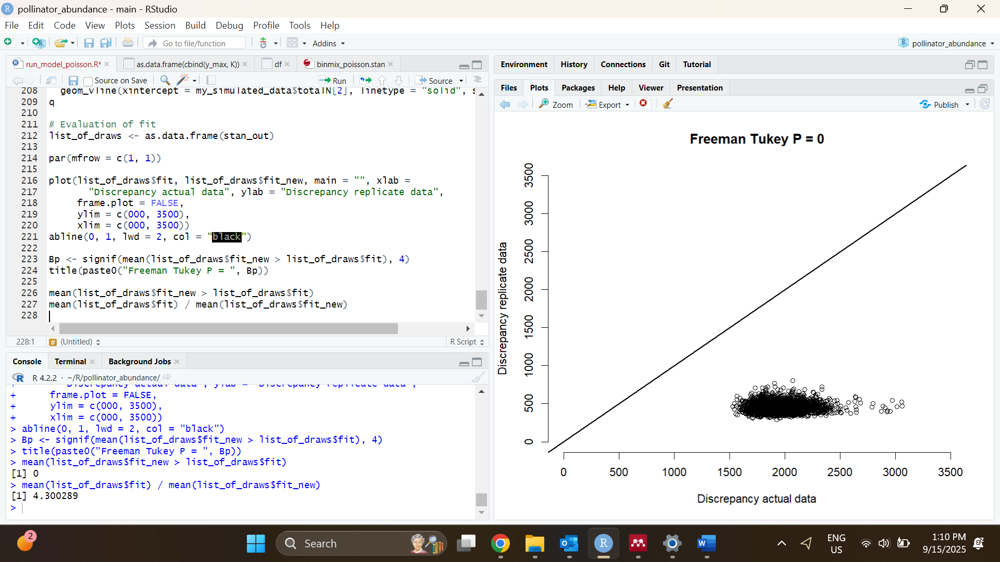 pollinator_abundance - main - RStudio
File Edit Code View Plots Session Build Debug Profile Tools Help
Go to file/function Addins pollinator_abundance
run_model_poisson.R* as.data.frame(cbind(y_max, K)) df binmix_poisson.stan
Source on Save Run Source
208 geom_vline(xintercept = my_simulated_data$totalN[2], linetype = "solid", s
209 q
210
211 # Evaluation of fit
212 list_of_draws <- as.data.frame(stan_out)
213
214 par(mfrow = c(1, 1))
215
216 plot(list_of_draws$fit, list_of_draws$fit_new, main = "", xlab =
217 "Discrepancy actual data", ylab = "Discrepancy replicate data",
218 frame.plot = FALSE,
219 ylim = c(000, 3500),
220 xlim = c(000, 3500))
221 abline(0, 1, lwd = 2, col = "black")
222
223 Bp <- signif(mean(list_of_draws$fit_new > list_of_draws$fit), 4)
224 title(paste0("Freeman Tukey P = ", Bp))
225
226 mean(list_of_draws$fit_new > list_of_draws$fit)
227 mean(list_of_draws$fit) / mean(list_of_draws$fit_new)
228
228:1 # (Untitled) R Script
Console Terminal Background Jobs
R 4.2.2 · ~/R/pollinator_abundance/
+ "Discrepancy actual data", ylab = "Discrepancy replicate data",
+ frame.plot = FALSE,
+ ylim = c(000, 3500),
+ xlim = c(000, 3500))
> abline(0, 1, lwd = 2, col = "black")
> Bp <- signif(mean(list_of_draws$fit_new > list_of_draws$fit), 4)
> title(paste0("Freeman Tukey P = ", Bp))
> mean(list_of_draws$fit_new > list_of_draws$fit)
[1] 0
> mean(list_of_draws$fit) / mean(list_of_draws$fit_new)
[1] 4.300289
>
Environment History Connections Git Tutorial
Files Plots Packages Help Viewer Presentation
Zoom Export Publish
Freeman Tukey P = 0
Discrepancy replicate data
3500
3000
2500
2000
1500
1000
500
0
0 500 1000 1500 2000 2500 3000 3500
Discrepancy actual data
2
Search
ENG
US
1:10 PM
9/15/2025